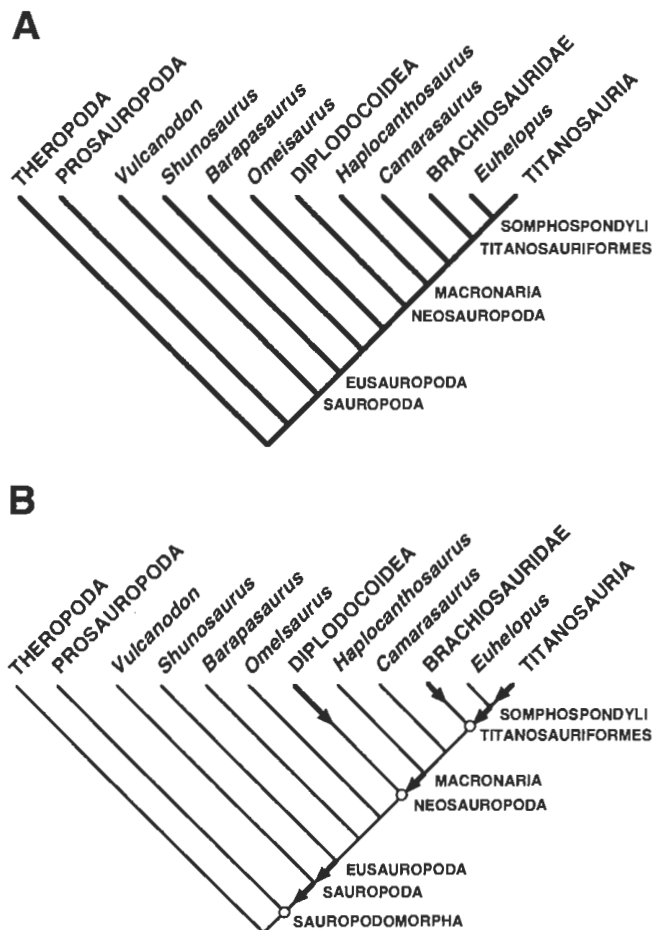 A
THEROPODA
PROSAUROPODA
Vulcanodon
Shunosaurus
Barapasaurus
Omeisaurus
DIPLODOCOIDEA
Haplocanthosaurus
Camarasaurus
BRACHIOSAURIDAE
Euhelopus
TITANOSAURIA
SOMPHOSPONDYLI
TITANOSAURIFORMES
MACRONARIA
NEOSAUROPODA
EUSAUROPODA
SAUROPODA
B
THEROPODA
PROSAUROPODA
Vulcanodon
Shunosaurus
Barapasaurus
Omeisaurus
DIPLODOCOIDEA
Haplocanthosaurus
Camarasaurus
BRACHIOSAURIDAE
Euhelopus
TITANOSAURIA
SOMPHOSPONDYLI
TITANOSAURIFORMES
MACRONARIA
NEOSAUROPODA
EUSAUROPODA
SAUROPODA
SAUROPODOMORPHA